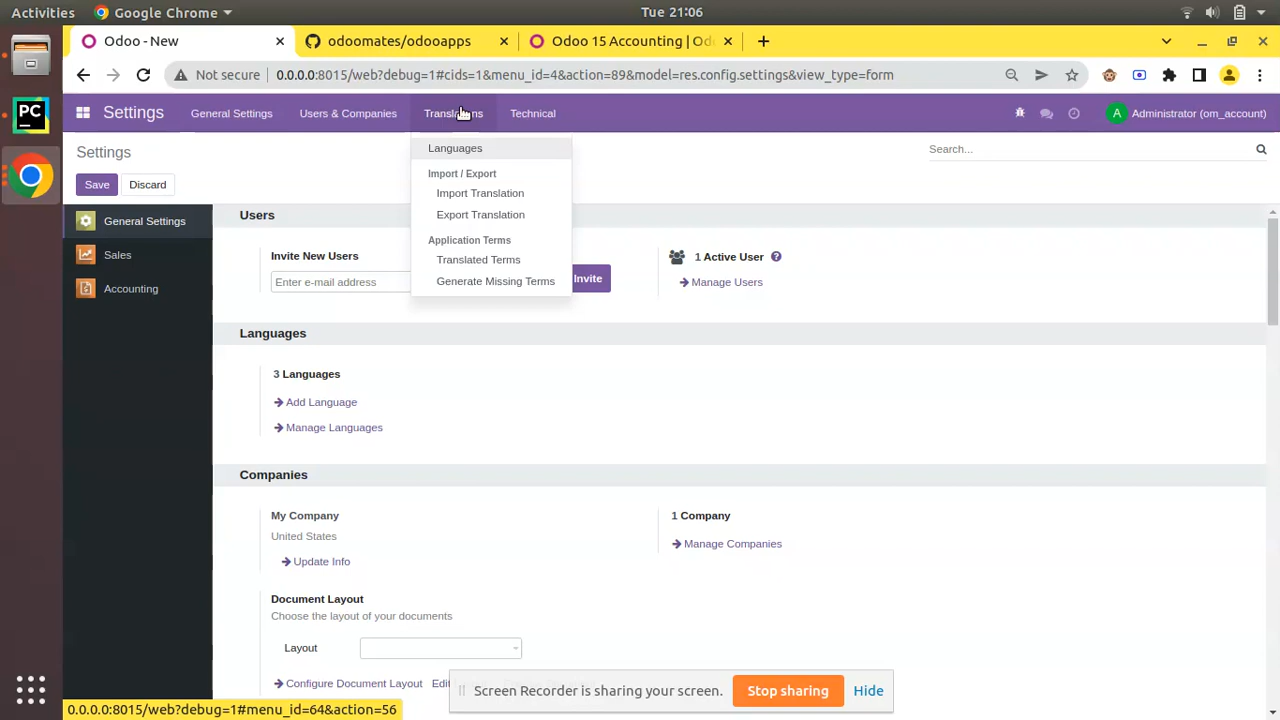 Activities
Google Chrome
Tue 21:06
Odoo - New
odoomates/odooapps
Odoo 15 Accounting | Od
Not secure
0.0.0.0:8015/web?debug=1#cids=1&menu_id=4&action=89&model=res.config.settings&view_type=form
Settings
General Settings
Users & Companies
Translations
Technical
A
Administrator (om_account)
Settings
Search...
Save
Discard
Languages
Import / Export
Import Translation
Export Translation
Application Terms
Translated Terms
Generate Missing Terms
General Settings
Sales
Accounting
Users
Invite New Users
Enter e-mail address
Invite
1 Active User
Manage Users
Languages
3 Languages
Add Language
Manage Languages
Companies
My Company
United States
Update Info
1 Company
Manage Companies
Document Layout
Choose the layout of your documents
Layout
Configure Document Layout
Screen Recorder is sharing your screen.
Stop sharing
Hide
0.0.0.0:8015/web?debug=1#menu_id=64&action=56
PC